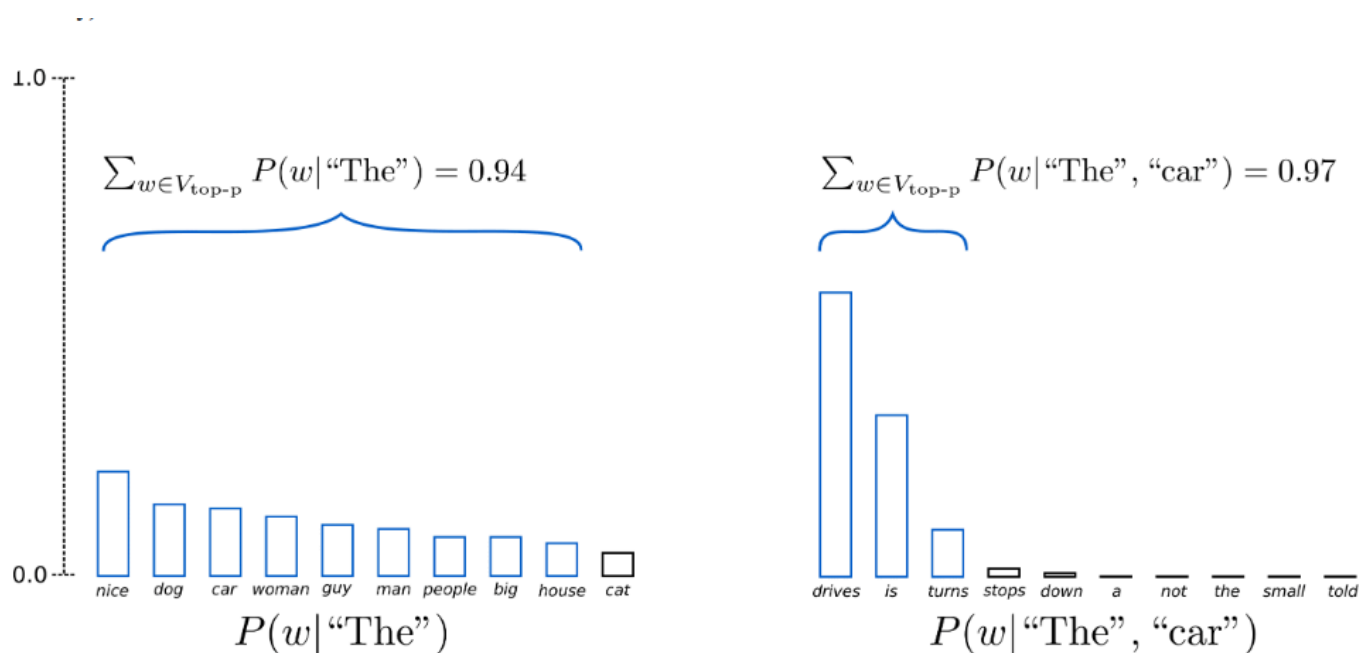 1.0
∑w∈Vtop-p P(w|“The”) = 0.94
∑w∈Vtop-p P(w|“The”, “car”) = 0.97
0.0
nice dog car woman guy man people big house cat
drives is turns stops down a not the small told
P(w|“The”)
P(w|“The”, “car”)